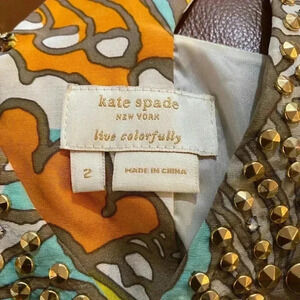 kate spade
NEW YORK
live colorfully
2
MADE IN CHINA